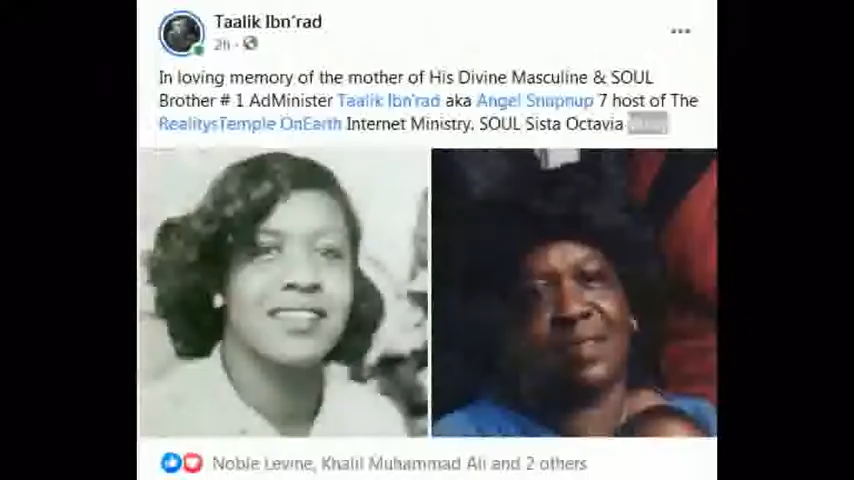 Taalik Ibn'rad
2h ·
In loving memory of the mother of His Divine Masculine & SOUL
Brother # 1 AdMinister Taalik Ibn'rad aka Angel Snupnup 7 host of The
RealitysTemple OnEarth Internet Ministry. SOUL Sista Octavia
Noble Levine, Khalil Muhammad Ali and 2 others